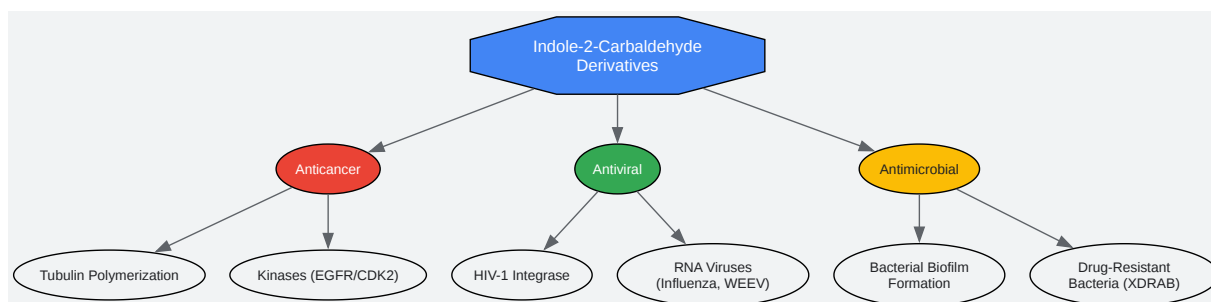 Indole-2-Carbaldehyde
Derivatives
Anticancer
Antiviral
Antimicrobial
Tubulin Polymerization
Kinases (EGFR/CDK2)
HIV-1 Integrase
RNA Viruses
(Influenza, WEEV)
Bacterial Biofilm
Formation
Drug-Resistant
Bacteria (XDRAB)